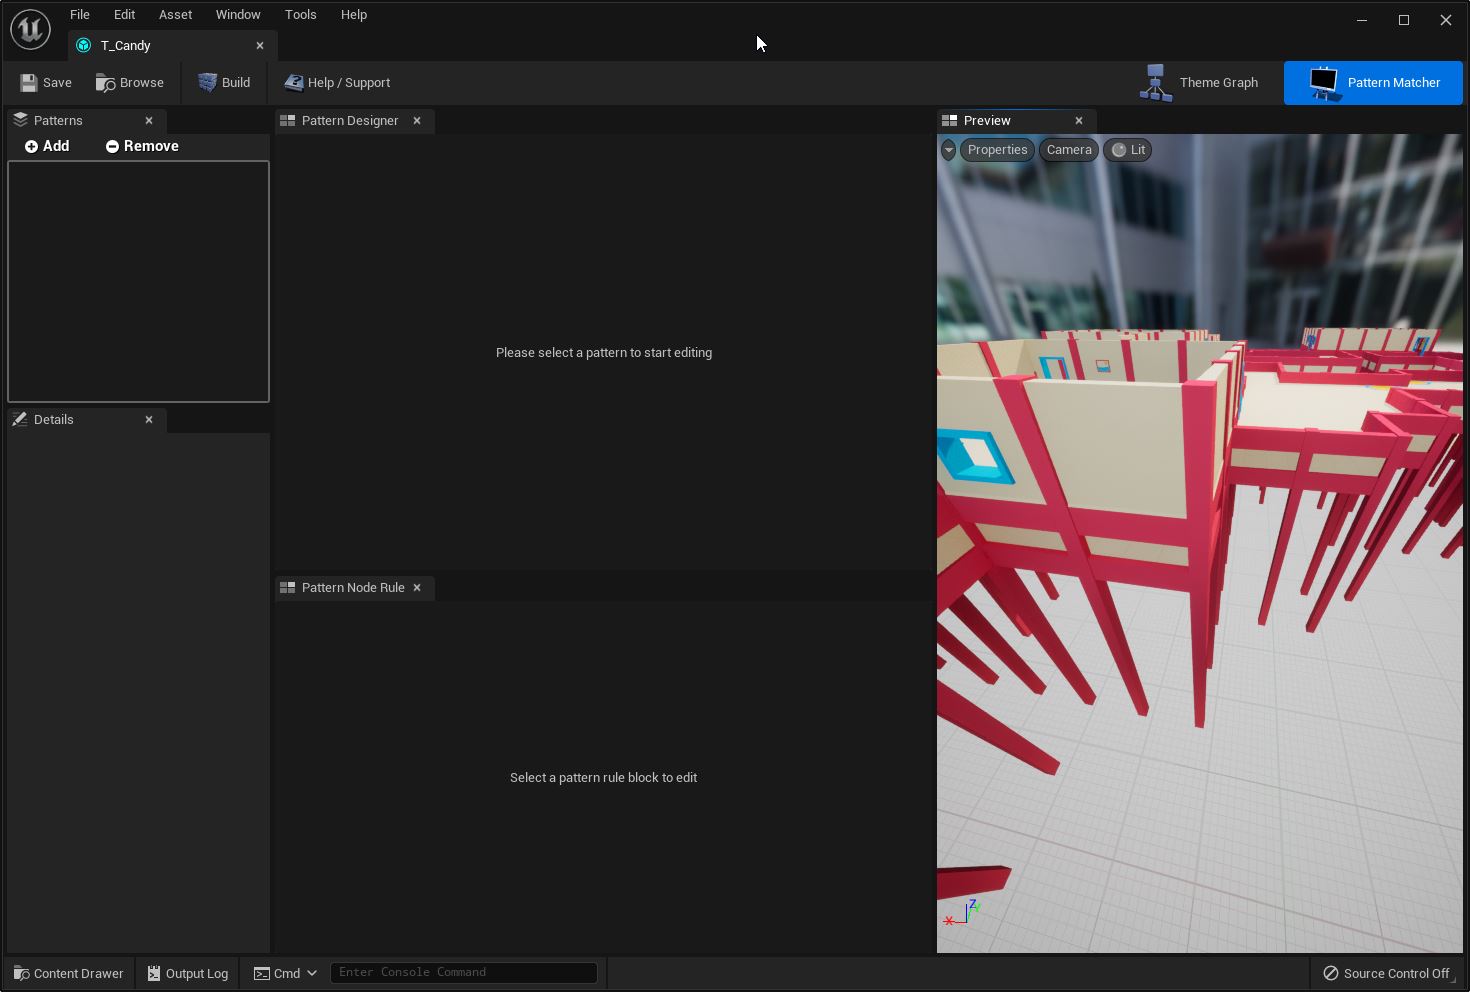 File Edit Asset Window Tools Help
T_Candy
Save Browse Build Help / Support Theme Graph Pattern Matcher
Patterns
Add Remove
Details
Pattern Designer
Please select a pattern to start editing
Pattern Node Rule
Select a pattern rule block to edit
Preview
Properties Camera Lit
Z
Y
X
Content Drawer Output Log Cmd Enter Console Command Source Control Off